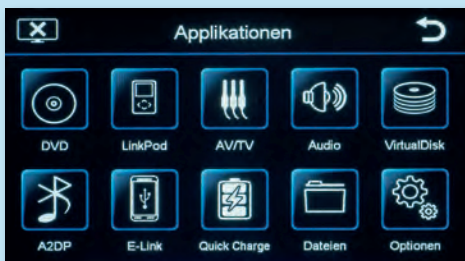 Applikationen
DVD LinkPod AV/TV Audio VirtualDisk
A2DP E-Link Quick Charge Dateien Optionen